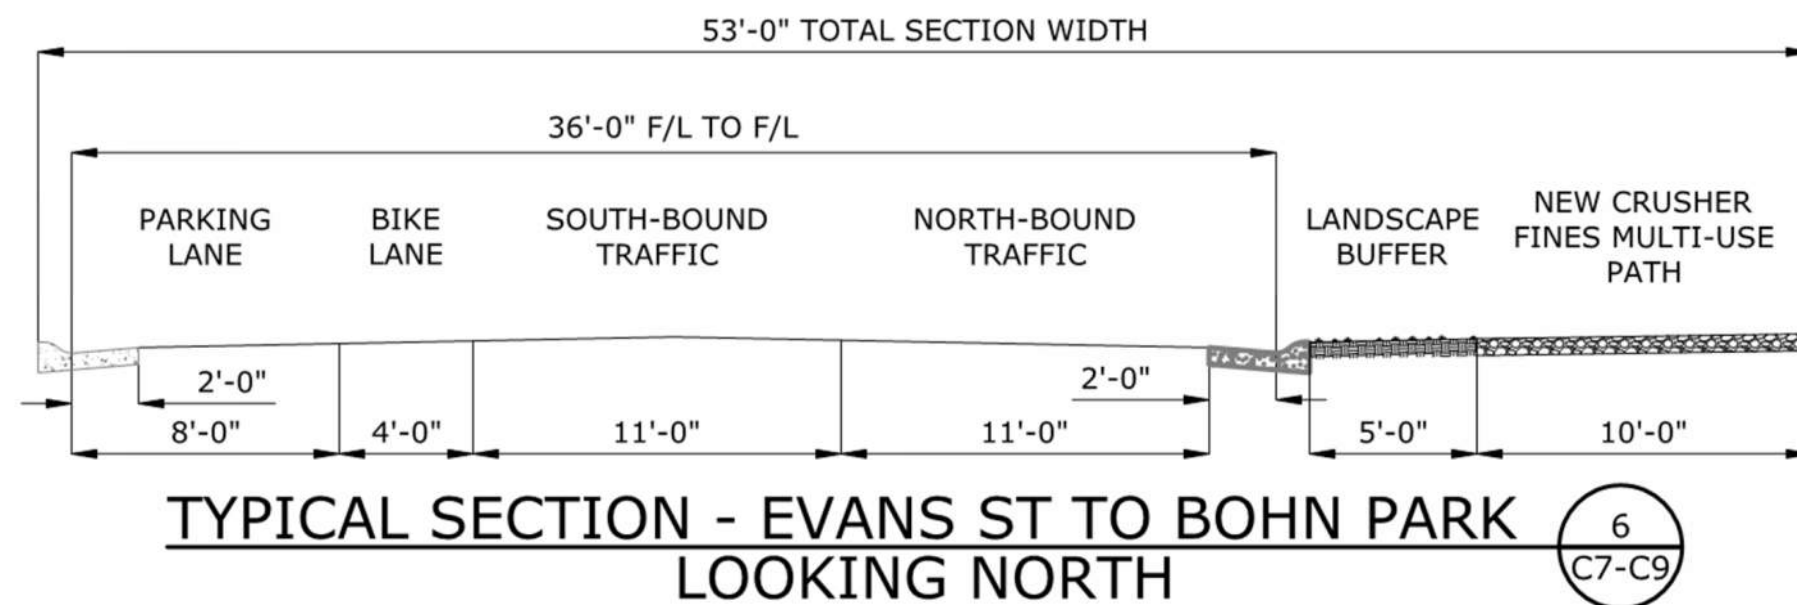 53'-0" TOTAL SECTION WIDTH
36'-0" F/L TO F/L
PARKING
LANE
BIKE
LANE
SOUTH-BOUND
TRAFFIC
NORTH-BOUND
TRAFFIC
LANDSCAPE
BUFFER
NEW CRUSHER
FINES MULTI-USE
PATH
2'-0"
2'-0"
8'-0"
4'-0"
11'-0"
11'-0"
5'-0"
10'-0"
TYPICAL SECTION - EVANS ST TO BOHN PARK
LOOKING NORTH
6
C7-C9